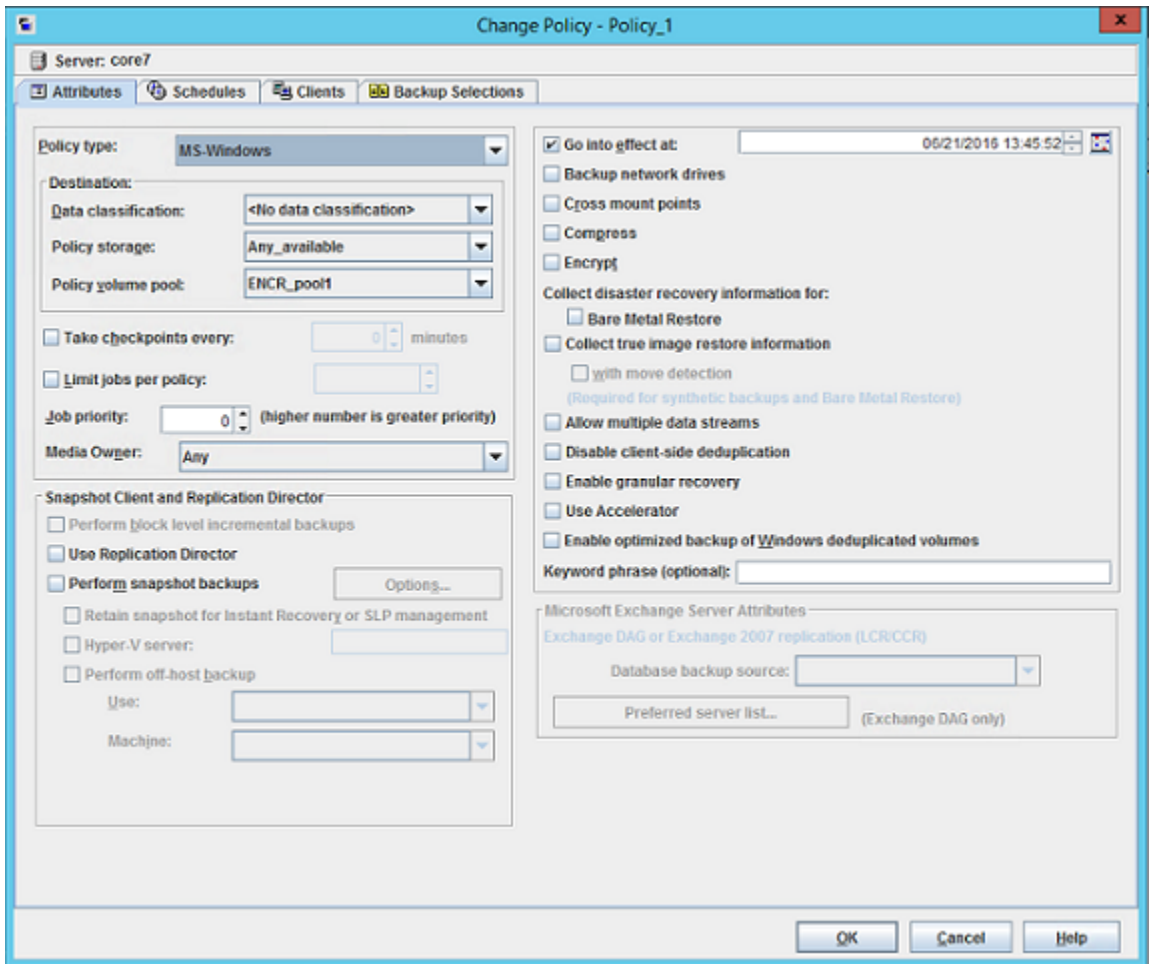 Change Policy - Policy_1
x
Server: core7
Attributes
Schedules
Clients
Backup Selections
Policy type:
MS-Windows
Destination:
Data classification:
<No data classification>
Policy storage:
Any_available
Policy volume pool:
ENCR_pool1
Take checkpoints every:
0
minutes
Limit jobs per policy:
Job priority:
0
(higher number is greater priority)
Media Owner:
Any
Snapshot Client and Replication Director
Perform block level incremental backups
Use Replication Director
Perform snapshot backups
Options...
Retain snapshot for Instant Recovery or SLP management
Hyper-V server:
Perform off-host backup
Use:
Machine:
Go into effect at:
06/21/2016 13:45:52
Backup network drives
Cross mount points
Compress
Encrypt
Collect disaster recovery information for:
Bare Metal Restore
Collect true image restore information
with move detection
(Required for synthetic backups and Bare Metal Restore)
Allow multiple data streams
Disable client-side deduplication
Enable granular recovery
Use Accelerator
Enable optimized backup of Windows deduplicated volumes
Keyword phrase (optional):
Microsoft Exchange Server Attributes
Exchange DAG or Exchange 2007 replication (LCR/CCR)
Database backup source:
Preferred server list...
(Exchange DAG only)
OK
Cancel
Help